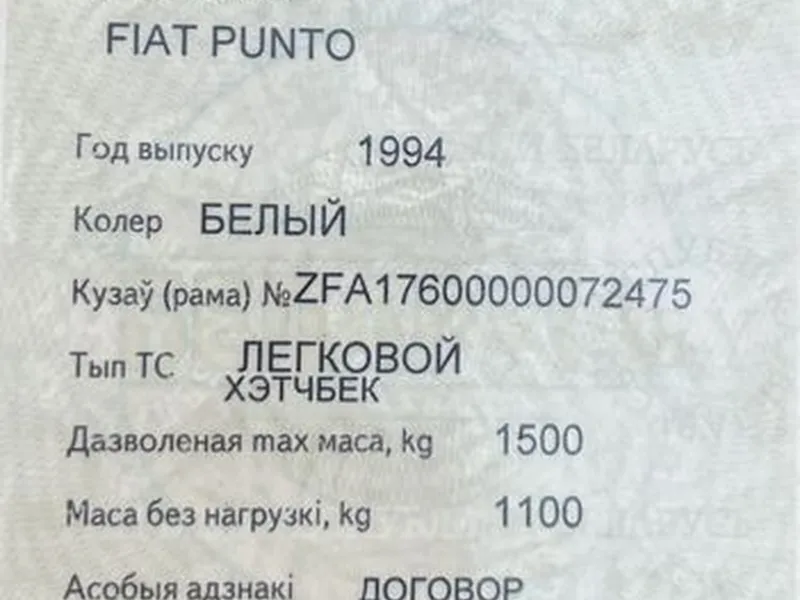 FIAT PUNTO
Год выпуску 1994
Колер БЕЛЫЙ
Кузаў (рама) №ZFA17600000072475
Тып ТС ЛЕГКОВОЙ
ХЭТЧБЕК
Дазволеная max маса, kg 1500
Маса без нагрузкі, kg 1100
Асобыя адзнакі ДОГОВОР